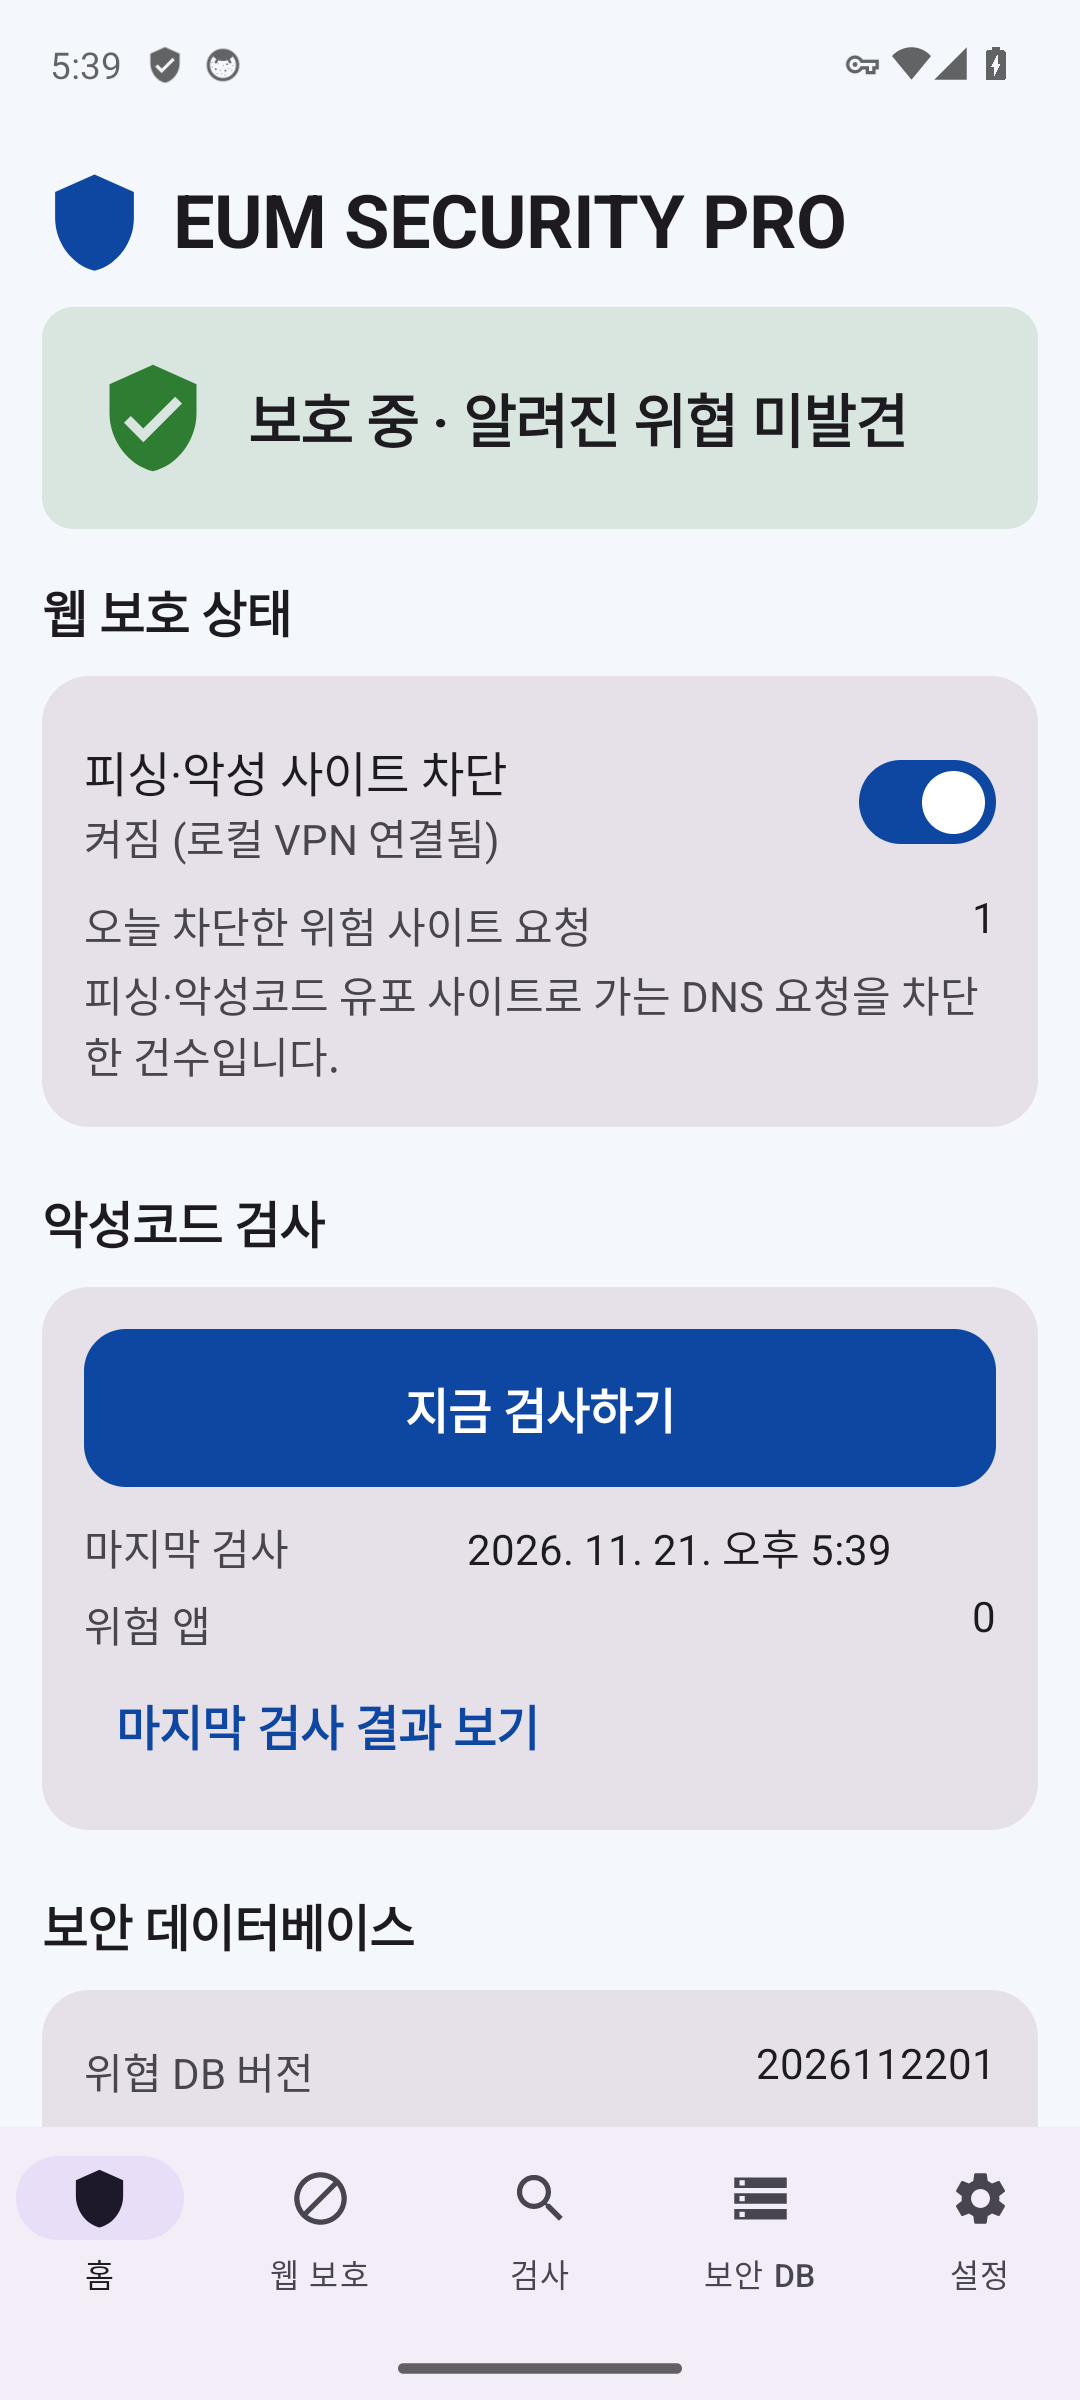 5:39
EUM SECURITY PRO
보호 중 · 알려진 위협 미발견
웹 보호 상태
피싱·악성 사이트 차단
켜짐 (로컬 VPN 연결됨)
오늘 차단한 위험 사이트 요청 1
피싱·악성코드 유포 사이트로 가는 DNS 요청을 차단
한 건수입니다.
악성코드 검사
지금 검사하기
마지막 검사 2026. 11. 21. 오후 5:39
위험 앱 0
마지막 검사 결과 보기
보안 데이터베이스
위협 DB 버전 2026112201
홈 웹 보호 검사 보안 DB 설정